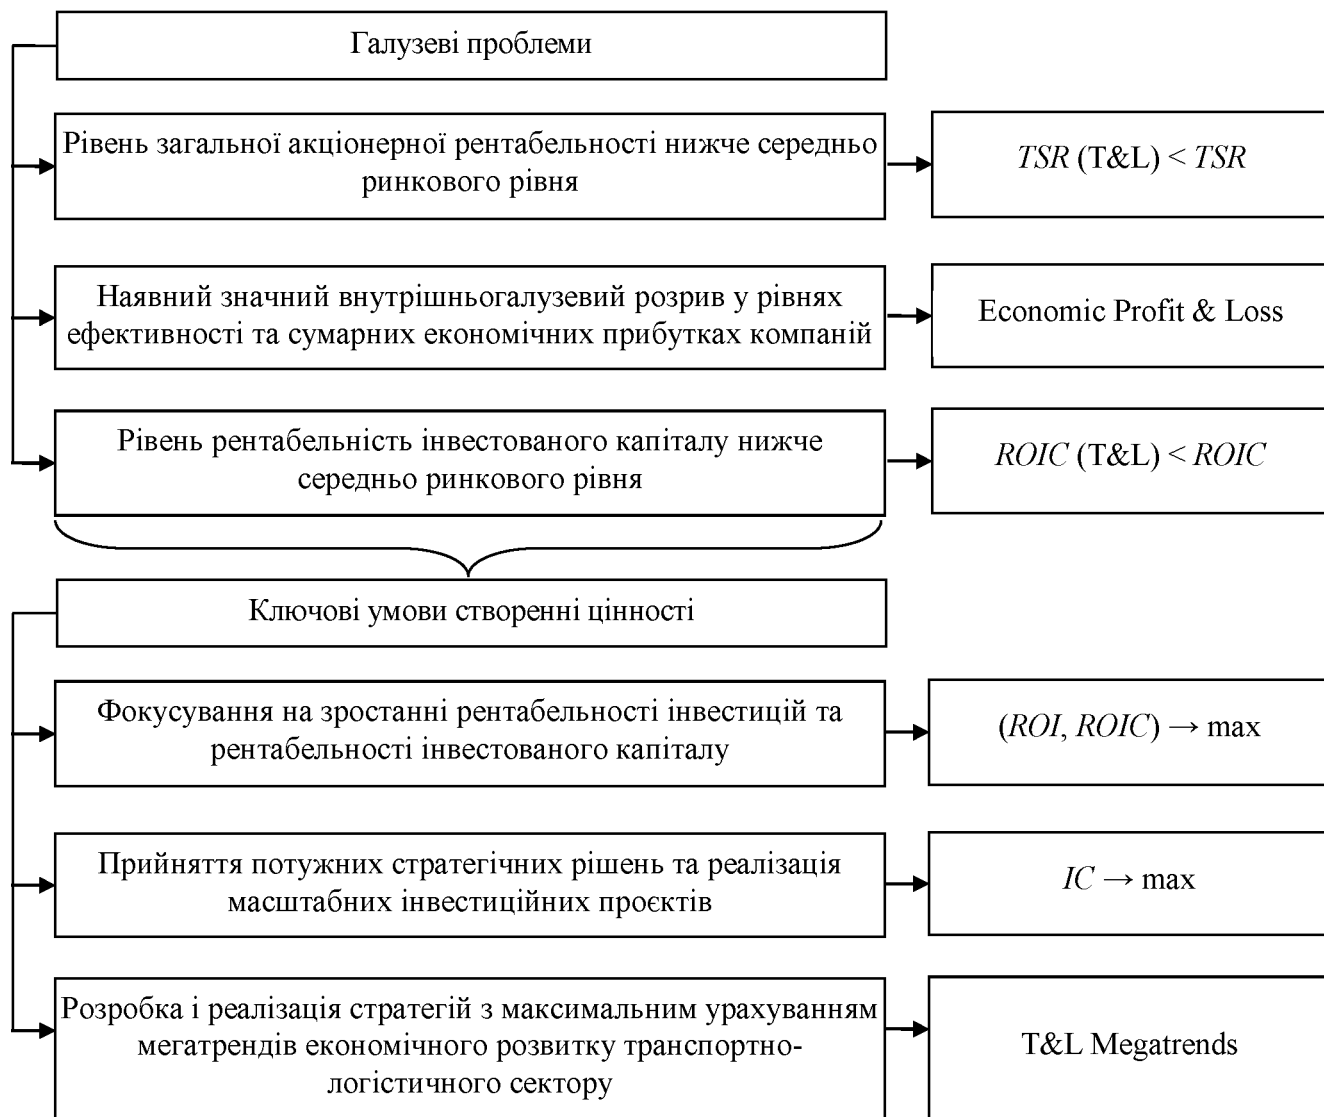 Галузеві проблеми
Рівень загальної акціонерної рентабельності нижче середньо
ринкового рівня
TSR (T&L) < TSR
Наявний значний внутрішньогалузевий розрив у рівнях
ефективності та сумарних економічних прибутках компаній
Economic Profit & Loss
Рівень рентабельність інвестованого капіталу нижче
середньо ринкового рівня
ROIC (T&L) < ROIC
Ключові умови створенні цінності
Фокусування на зростанні рентабельності інвестицій та
рентабельності інвестованого капіталу
(ROI, ROIC) → max
Прийняття потужних стратегічних рішень та реалізація
масштабних інвестиційних проєктів
IC → max
Розробка і реалізація стратегій з максимальним урахуванням
мегатрендів економічного розвитку транспортно-
логістичного сектору
T&L Megatrends